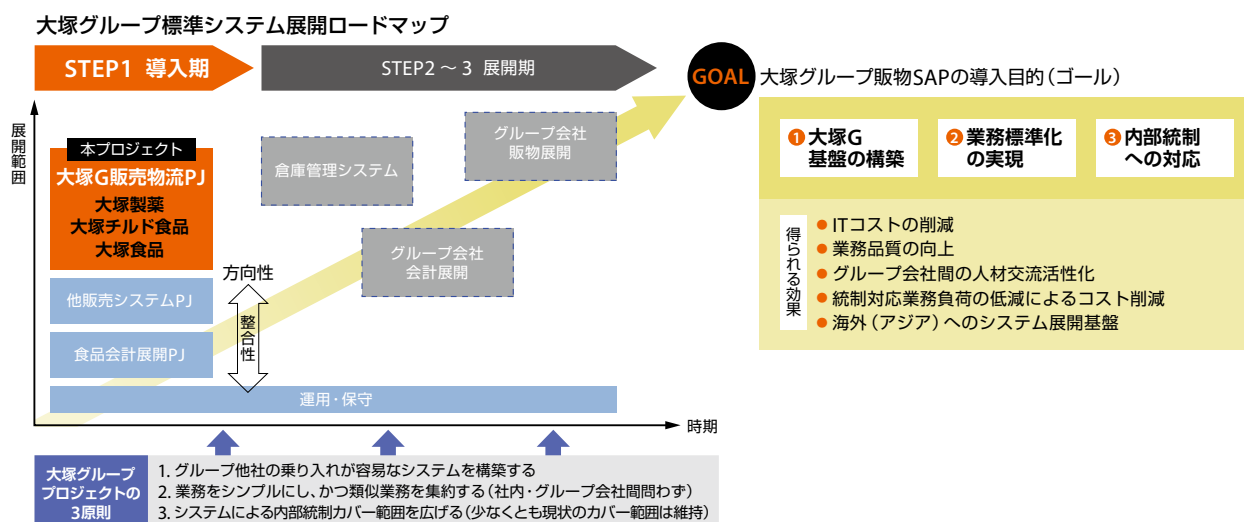 大塚グループ標準システム展開ロードマップ
STEP1 導入期
STEP2 ～ 3 展開期
GOAL
大塚グループ販物SAPの導入目的（ゴール）
展開範囲
本プロジェクト
大塚G販売物流PJ
大塚製薬
大塚チルド食品
大塚食品
他販売システムPJ
食品会計展開PJ
方向性
整合性
倉庫管理システム
グループ会社
会計展開
グループ会社
販物展開
運用・保守
時期
❶ 大塚G
基盤の構築
❷ 業務標準化
の実現
❸ 内部統制
への対応
得られる効果
● ITコストの削減
● 業務品質の向上
● グループ会社間の人材交流活性化
● 統制対応業務負荷の低減によるコスト削減
● 海外（アジア）へのシステム展開基盤
大塚グループ
プロジェクトの
3原則
1. グループ他社の乗り入れが容易なシステムを構築する
2. 業務をシンプルにし、かつ類似業務を集約する（社内・グループ会社間問わず）
3. システムによる内部統制カバー範囲を広げる（少なくとも現状のカバー範囲は維持）